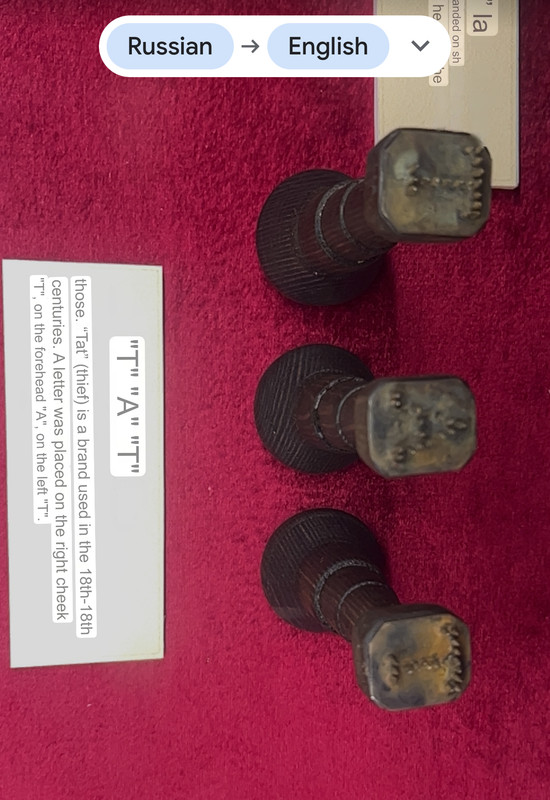 Russian → English
" la
anded on sh
he
he
"T" "A" "T"
those. "Tat" (thief) is a brand used in the 18th-18th
centuries. A letter was placed on the right cheek
"T", on the forehead "A", on the left "T".